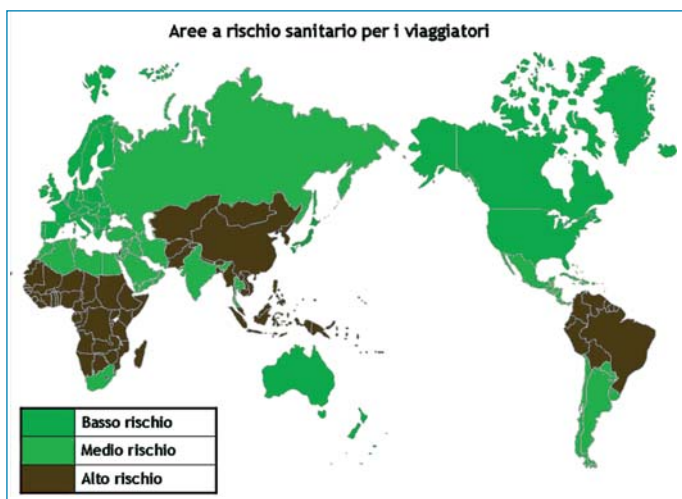 Aree a rischio sanitario per i viaggiatori
Basso rischio
Medio rischio
Alto rischio